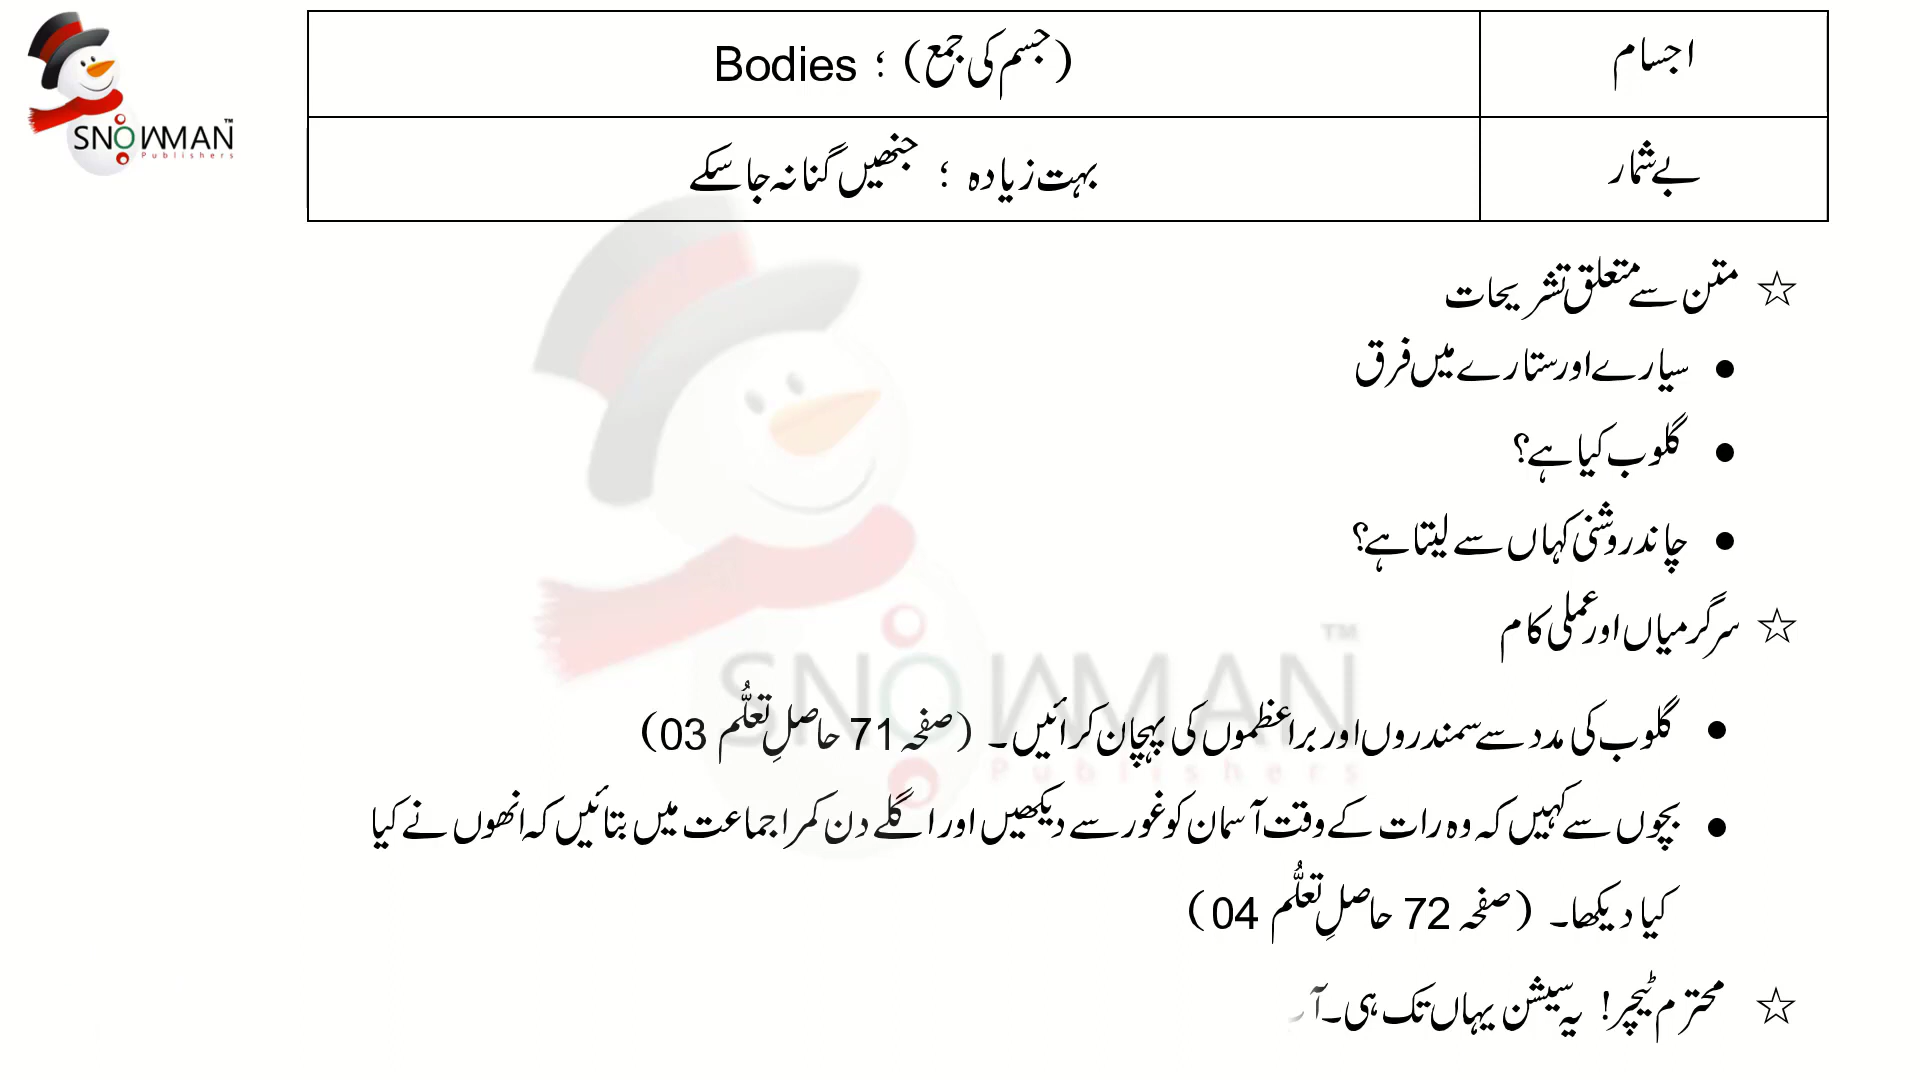 SNOWMAN™
Publishers
اجسام (جسم کی جمع) ؛ Bodies
بے شمار بہت زیادہ ؛ جنھیں گنا نہ جا سکے
☆ متن سے متعلق تشریحات
• سیارے اور ستارے میں فرق
• گلوب کیا ہے؟
• چاند روشنی کہاں سے لیتا ہے؟
☆ سرگرمیاں اور عملی کام
• گلوب کی مدد سے سمندروں اور براعظموں کی پہچان کرائیں۔ (صفحہ 71 حاصلِ تعلُّم 03)
• بچوں سے کہیں کہ وہ رات کے وقت آسمان کو غور سے دیکھیں اور اگلے دن کمرا جماعت میں بتائیں کہ انھوں نے کیا
کیا دیکھا۔ (صفحہ 72 حاصلِ تعلُّم 04)
☆ محترم ٹیچر! یہ سیشن یہاں تک ہی۔
SNOWMAN™
Publishers